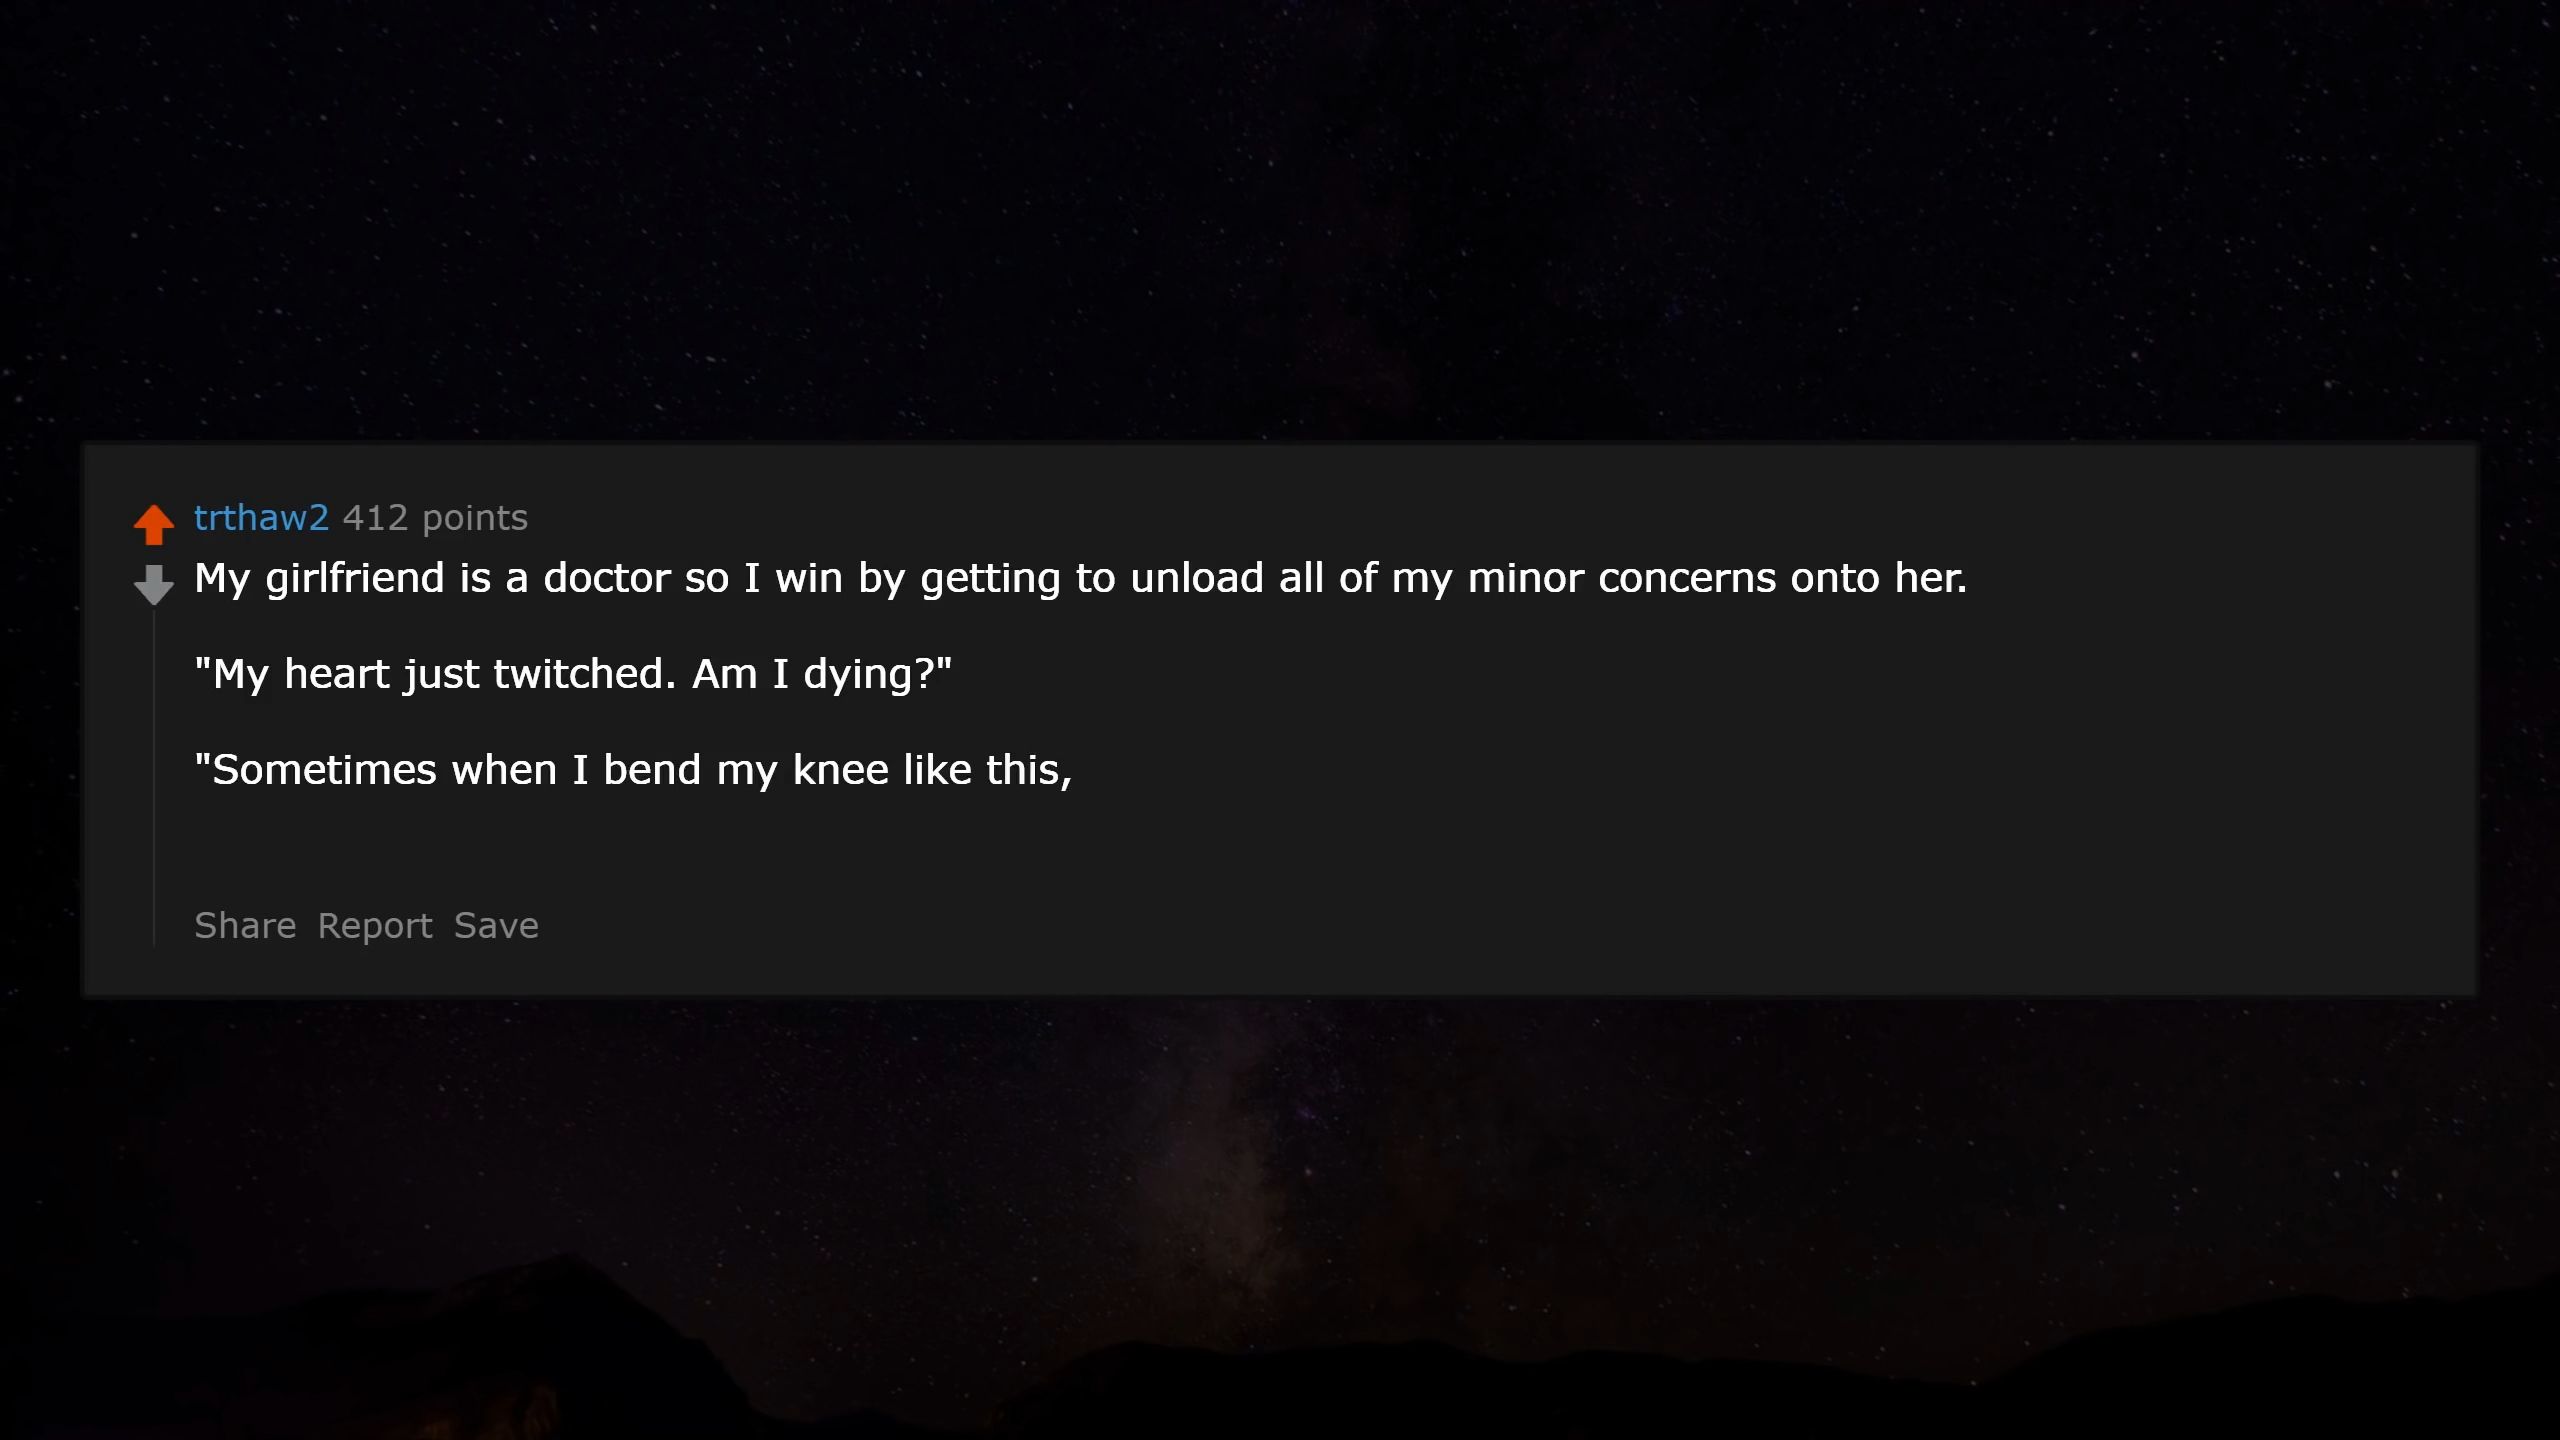 trthaw2 412 points
My girlfriend is a doctor so I win by getting to unload all of my minor concerns onto her.
"My heart just twitched. Am I dying?"
"Sometimes when I bend my knee like this,
Share Report Save